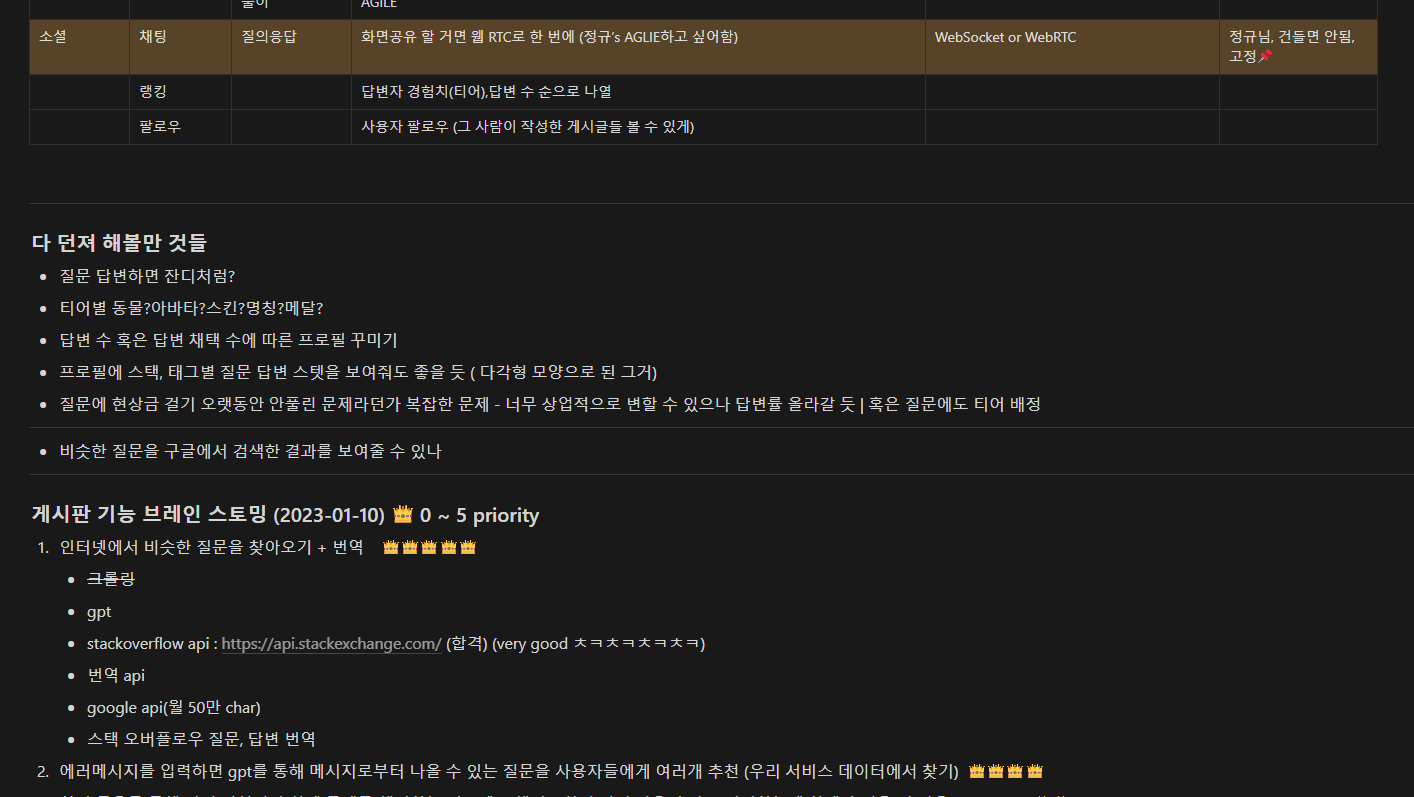 풀이 AGILE
소셜 채팅 질의응답 화면공유 할 거면 웹 RTC로 한 번에 (정규's AGLIE하고 싶어함) WebSocket or WebRTC 정규님, 건들면 안됨,
고정📌
랭킹 답변자 경험치(티어),답변 수 순으로 나열
팔로우 사용자 팔로우 (그 사람이 작성한 게시글들 볼 수 있게)
다 던져 해볼만 것들
• 질문 답변하면 잔디처럼?
• 티어별 동물?아바타?스킨?명칭?메달?
• 답변 수 혹은 답변 채택 수에 따른 프로필 꾸미기
• 프로필에 스택, 태그별 질문 답변 스텟을 보여줘도 좋을 듯 ( 다각형 모양으로 된 그거)
• 질문에 현상금 걸기 오랫동안 안풀린 문제라던가 복잡한 문제 - 너무 상업적으로 변할 수 있으나 답변률 올라갈 듯 | 혹은 질문에도 티어 배정
• 비슷한 질문을 구글에서 검색한 결과를 보여줄 수 있나
게시판 기능 브레인 스토밍 (2023-01-10) 👑 0 ~ 5 priority
1. 인터넷에서 비슷한 질문을 찾아오기 + 번역 👑👑👑👑👑
• 크롤링
• gpt
• stackoverflow api : https://api.stackexchange.com/ (합격) (very good ㅊㅋㅊㅋㅊㅋㅊㅋ)
• 번역 api
• google api(월 50만 char)
• 스택 오버플로우 질문, 답변 번역
2. 에러메시지를 입력하면 gpt를 통해 메시지로부터 나올 수 있는 질문을 사용자들에게 여러개 추천 (우리 서비스 데이터에서 찾기) 👑👑👑👑